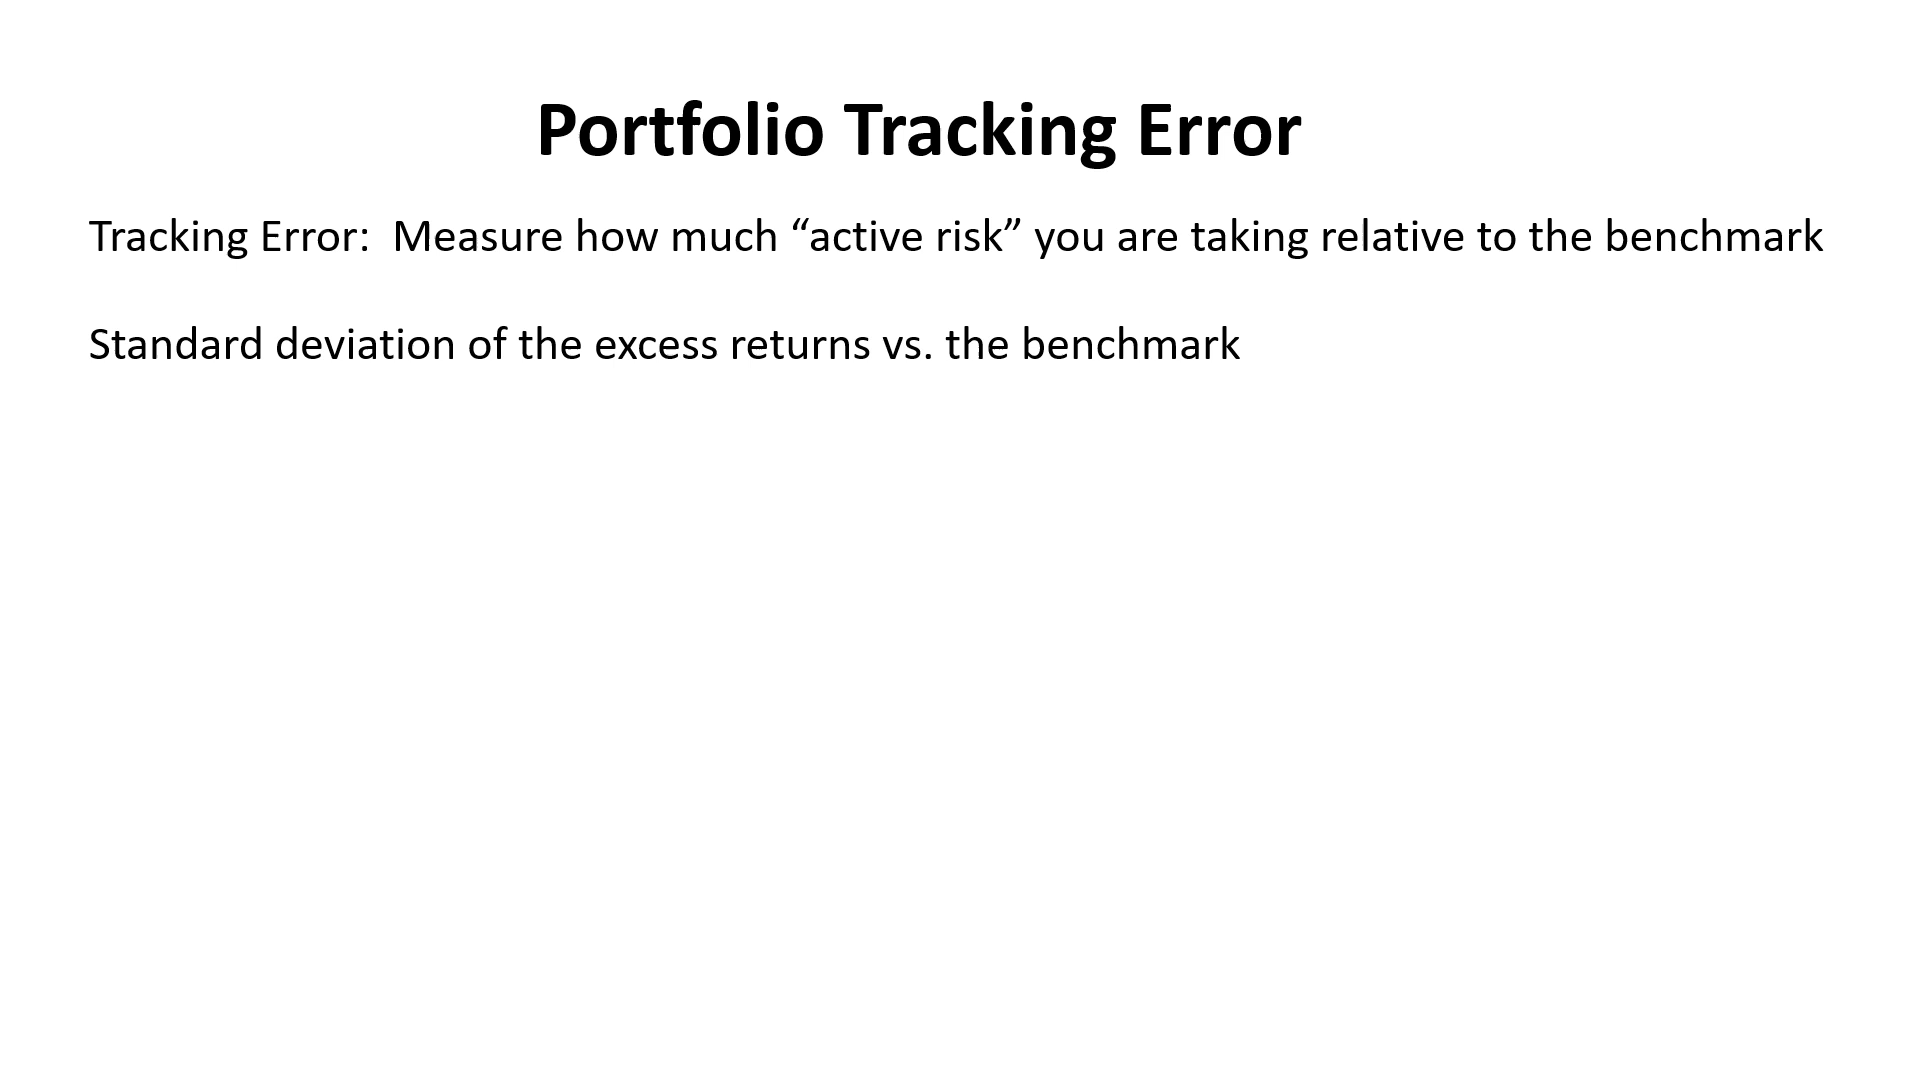 Portfolio Tracking Error
Tracking Error:  Measure how much “active risk” you are taking relative to the benchmark
Standard deviation of the excess returns vs. the benchmark